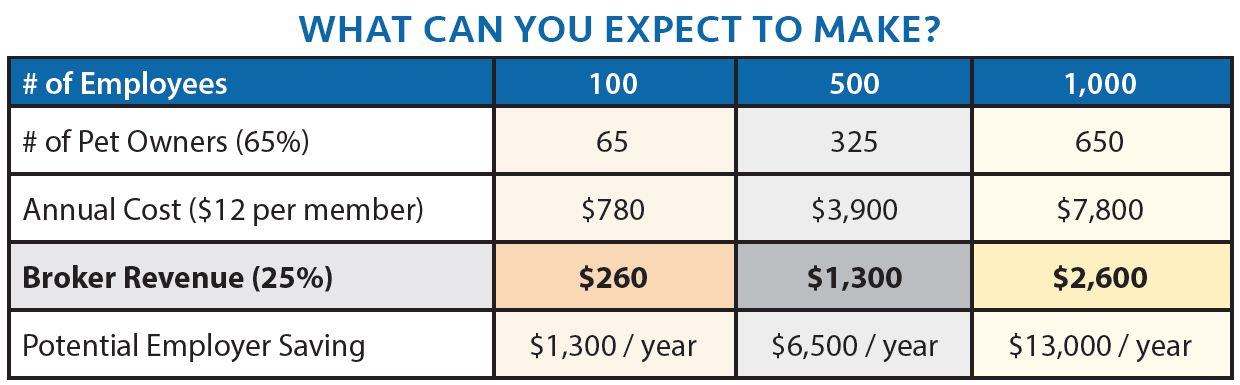 WHAT CAN YOU EXPECT TO MAKE?
# of Employees 100 500 1,000
# of Pet Owners (65%) 65 325 650
Annual Cost ($12 per member) $780 $3,900 $7,800
Broker Revenue (25%) $260 $1,300 $2,600
Potential Employer Saving $1,300 / year $6,500 / year $13,000 / year